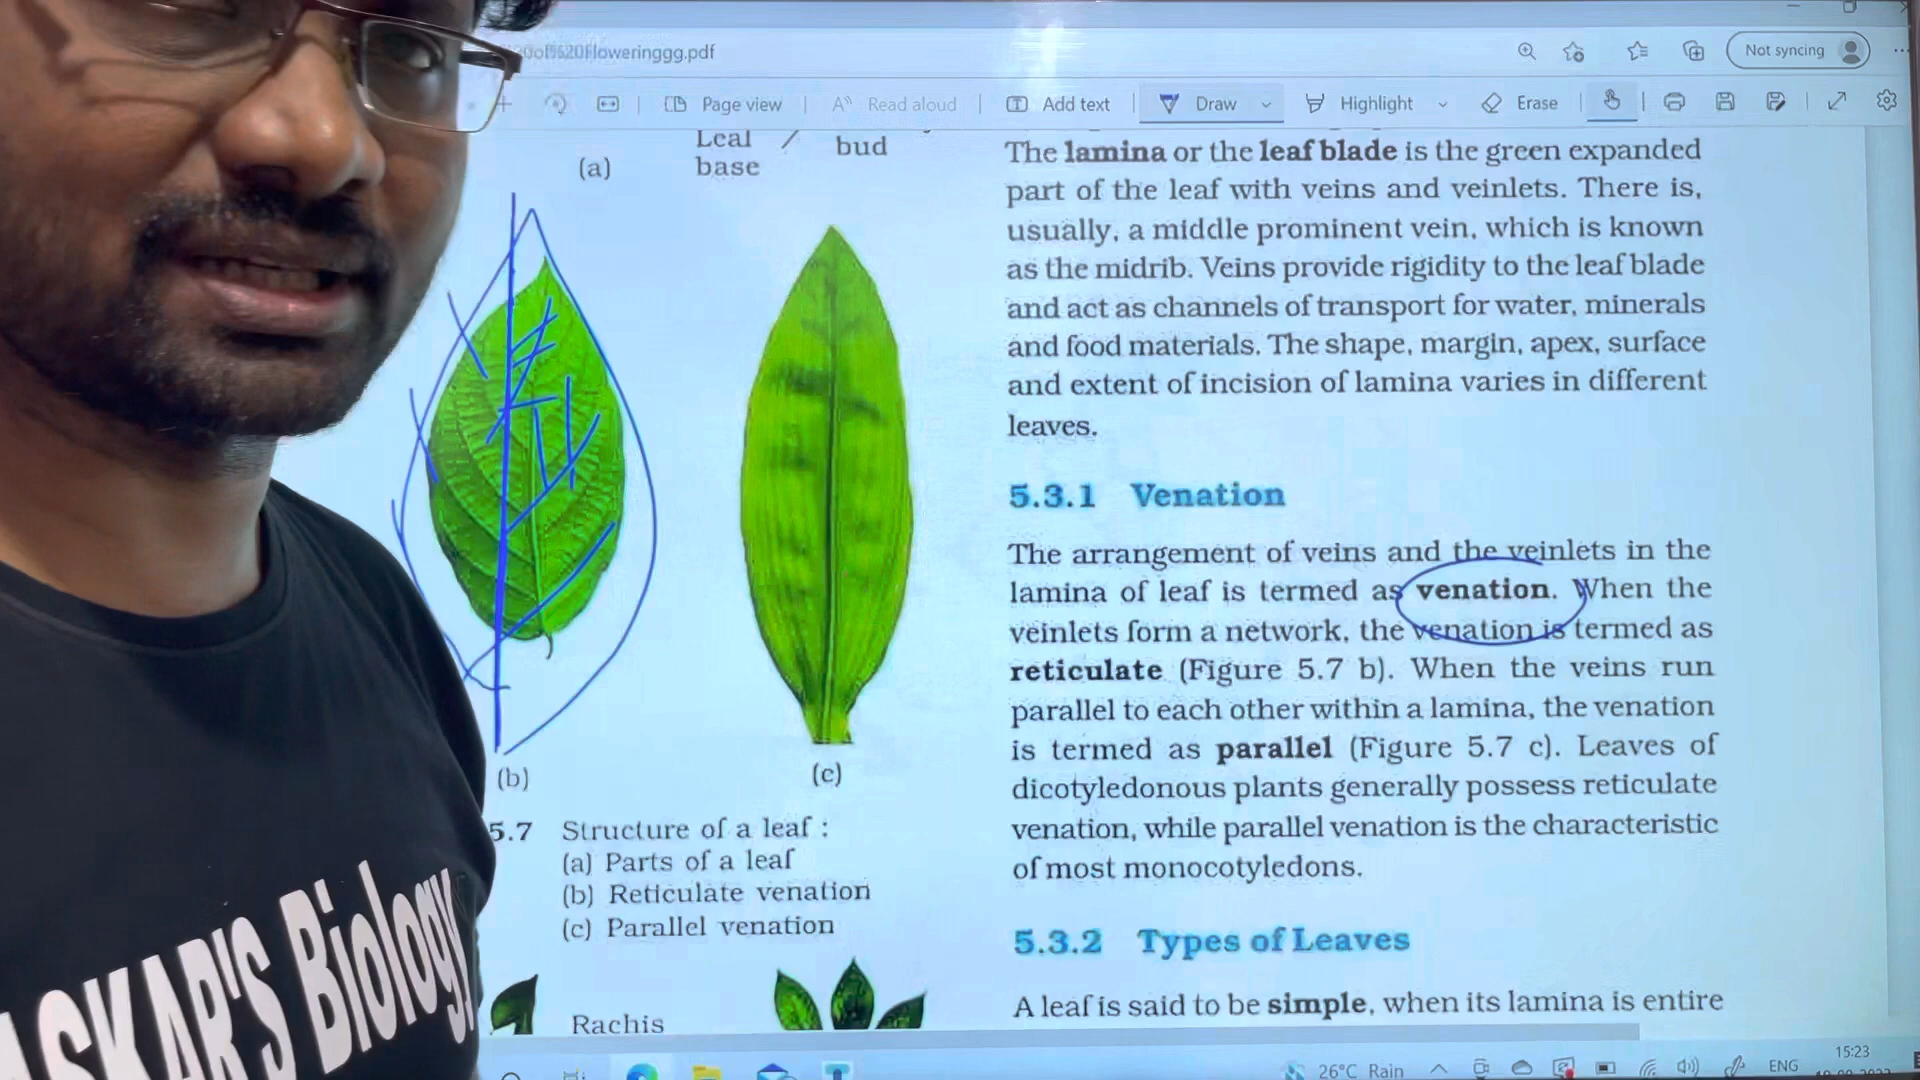 %20of%20Floweringgg.pdf
Not syncing
Page view
Read aloud
Add text
Draw
Highlight
Erase
(a)
Leaf base
bud
The lamina or the leaf blade is the green expanded
part of the leaf with veins and veinlets. There is,
usually, a middle prominent vein, which is known
as the midrib. Veins provide rigidity to the leaf blade
and act as channels of transport for water, minerals
and food materials. The shape, margin, apex, surface
and extent of incision of lamina varies in different
leaves.
5.3.1 Venation
The arrangement of veins and the veinlets in the
lamina of leaf is termed as venation. When the
veinlets form a network, the venation is termed as
reticulate (Figure 5.7 b). When the veins run
parallel to each other within a lamina, the venation
is termed as parallel (Figure 5.7 c). Leaves of
dicotyledonous plants generally possess reticulate
venation, while parallel venation is the characteristic
of most monocotyledons.
5.3.2 Types of Leaves
A leaf is said to be simple, when its lamina is entire
(b)
(c)
5.7 Structure of a leaf :
(a) Parts of a leaf
(b) Reticulate venation
(c) Parallel venation
Rachis
ASKAR'S Biology
26°C Rain
ENG
15:23